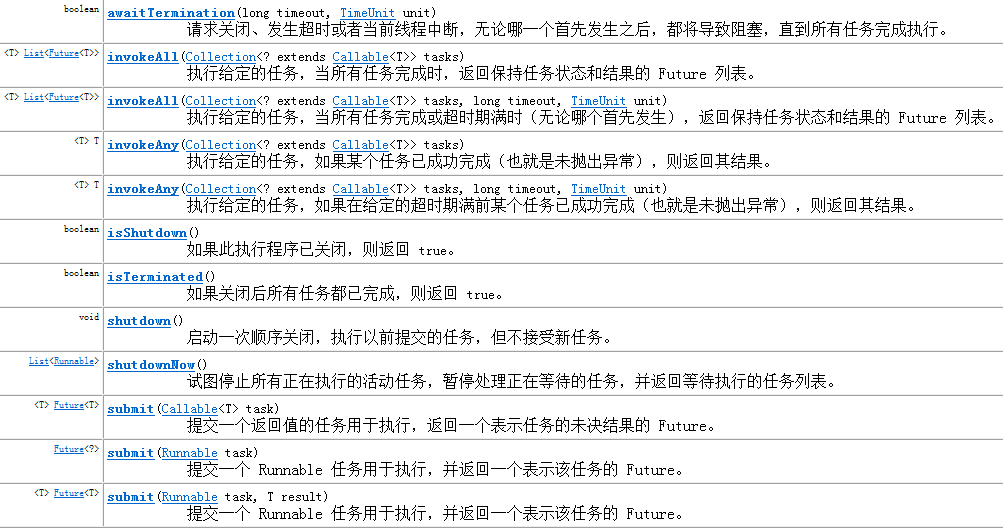 boolean awaitTermination(long timeout, TimeUnit unit)
请求关闭、发生超时或者当前线程中断，无论哪一个首先发生之后，都将导致阻塞，直到所有任务完成执行。
<T> List<Future<T>> invokeAll(Collection<? extends Callable<T>> tasks)
执行给定的任务，当所有任务完成时，返回保持任务状态和结果的 Future 列表。
<T> List<Future<T>> invokeAll(Collection<? extends Callable<T>> tasks, long timeout, TimeUnit unit)
执行给定的任务，当所有任务完成或超时期满时（无论哪个首先发生），返回保持任务状态和结果的 Future 列表。
<T> T invokeAny(Collection<? extends Callable<T>> tasks)
执行给定的任务，如果某个任务已成功完成（也就是未抛出异常），则返回其结果。
<T> T invokeAny(Collection<? extends Callable<T>> tasks, long timeout, TimeUnit unit)
执行给定的任务，如果在给定的超时期满前某个任务已成功完成（也就是未抛出异常），则返回其结果。
boolean isShutdown()
如果此执行程序已关闭，则返回 true。
boolean isTerminated()
如果关闭后所有任务都已完成，则返回 true。
void shutdown()
启动一次顺序关闭，执行以前提交的任务，但不接受新任务。
List<Runnable> shutdownNow()
试图停止所有正在执行的活动任务，暂停处理正在等待的任务，并返回等待执行的任务列表。
<T> Future<T> submit(Callable<T> task)
提交一个返回值的任务用于执行，返回一个表示任务的未决结果的 Future。
Future<?> submit(Runnable task)
提交一个 Runnable 任务用于执行，并返回一个表示该任务的 Future。
<T> Future<T> submit(Runnable task, T result)
提交一个 Runnable 任务用于执行，并返回一个表示该任务的 Future。